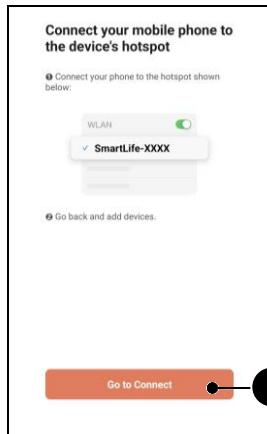 Connect your mobile phone to
the device's hotspot
❶ Connect your phone to the hotspot shown
below:
WLAN
✓ SmartLife-XXXX
❷ Go back and add devices.
Go to Connect